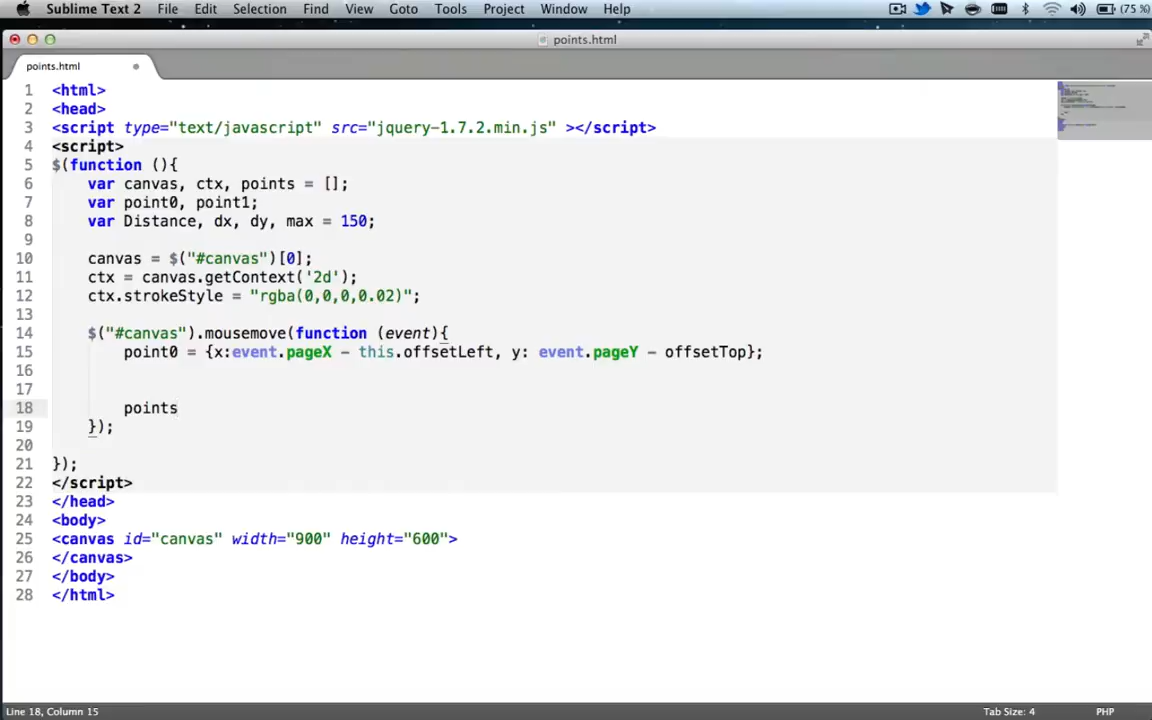 Sublime Text 2 File Edit Selection Find View Goto Tools Project Window Help (75 %)
points.html
points.html
1 <html>
2 <head>
3 <script type="text/javascript" src="jquery-1.7.2.min.js" ></script>
4 <script>
5 $(function (){
6 var canvas, ctx, points = [];
7 var point0, point1;
8 var Distance, dx, dy, max = 150;
9
10 canvas = $("#canvas")[0];
11 ctx = canvas.getContext('2d');
12 ctx.strokeStyle = "rgba(0,0,0,0.02)";
13
14 $("#canvas").mousemove(function (event){
15 point0 = {x:event.pageX - this.offsetLeft, y: event.pageY - offsetTop};
16
17
18 points
19 });
20
21 });
22 </script>
23 </head>
24 <body>
25 <canvas id="canvas" width="900" height="600">
26 </canvas>
27 </body>
28 </html>
Line 18, Column 15 Tab Size: 4 PHP